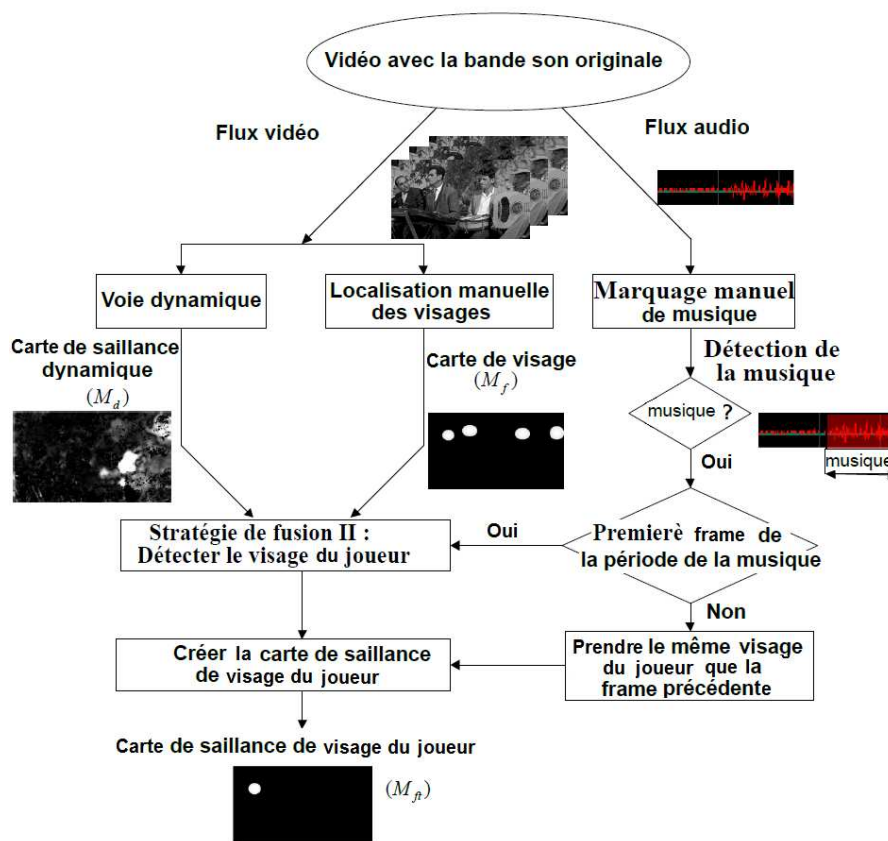 Vidéo avec la bande son originale
Flux vidéo
Flux audio
Voie dynamique
Localisation manuelle
des visages
Marquage manuel
de musique
Carte de saillance
dynamique
(M_d)
Carte de visage
(M_f)
Détection de
la musique
musique ?
musique
Oui
Stratégie de fusion II :
Détecter le visage du joueur
Oui
Premierè frame de
la période de la musique
Non
Créer la carte de saillance
de visage du joueur
Prendre le même visage
du joueur que la
frame précédente
Carte de saillance de visage du joueur
(M_ft)